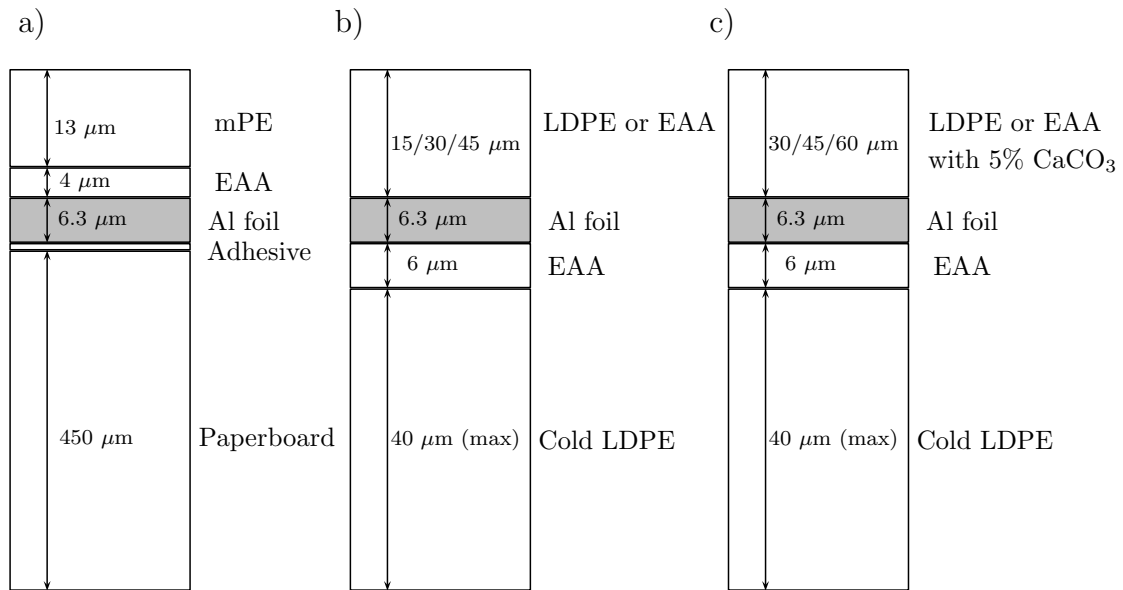 a)
13 μm
mPE
4 μm
EAA
6.3 μm
Al foil
Adhesive
450 μm
Paperboard
b)
15/30/45 μm
LDPE or EAA
6.3 μm
Al foil
6 μm
EAA
40 μm (max)
Cold LDPE
c)
30/45/60 μm
LDPE or EAA
with 5% CaCO₃
6.3 μm
Al foil
6 μm
EAA
40 μm (max)
Cold LDPE